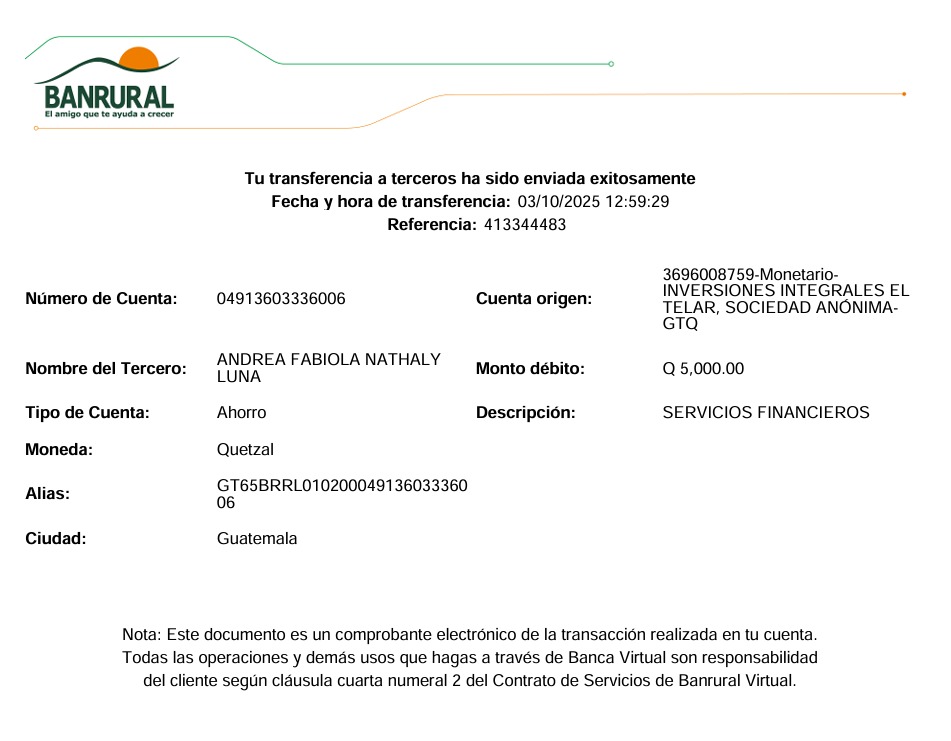 BANRURAL
El amigo que te ayuda a crecer
Tu transferencia a terceros ha sido enviada exitosamente
Fecha y hora de transferencia: 03/10/2025 12:59:29
Referencia: 413344483
Número de Cuenta: 04913603336006
Cuenta origen: 3696008759-Monetario-
INVERSIONES INTEGRALES EL
TELAR, SOCIEDAD ANÓNIMA-
GTQ
Nombre del Tercero: ANDREA FABIOLA NATHALY
LUNA
Monto débito: Q 5,000.00
Tipo de Cuenta: Ahorro
Descripción: SERVICIOS FINANCIEROS
Moneda: Quetzal
Alias: GT65BRRL010200049136033360
06
Ciudad: Guatemala
Nota: Este documento es un comprobante electrónico de la transacción realizada en tu cuenta.
Todas las operaciones y demás usos que hagas a través de Banca Virtual son responsabilidad
del cliente según cláusula cuarta numeral 2 del Contrato de Servicios de Banrural Virtual.